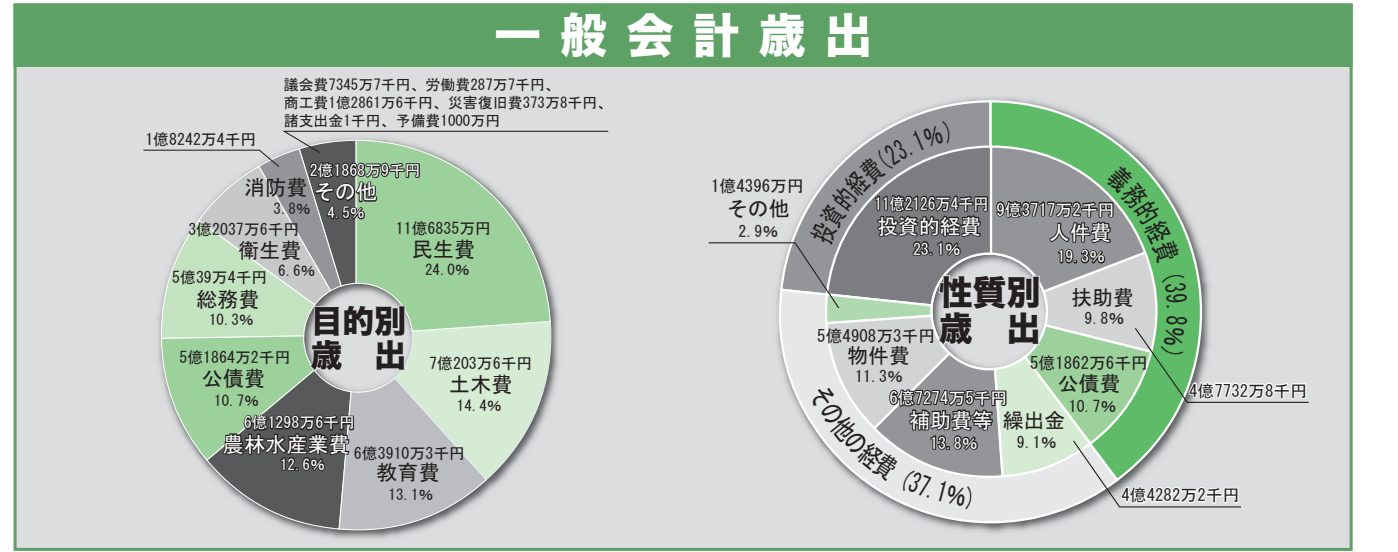 一般会計歳出
議会費7345万7千円、労働費287万7千円、
商工費1億2861万6千円、災害復旧費373万8千円、
諸支出金1千円、予備費1000万円
1億8242万4千円
消防費
3.8%
2億1868万9千円
その他
4.5%
11億6835万円
民生費
24.0%
3億2037万6千円
衛生費
6.6%
5億39万4千円
総務費
10.3%
目的別
歳出
7億203万6千円
土木費
14.4%
5億1864万2千円
公債費
10.7%
6億1298万6千円
農林水産業費
12.6%
6億3910万3千円
教育費
13.1%
投資的経費(23.1%)
義務的経費(39.8%)
その他の経費(37.1%)
1億4396万円
その他
2.9%
11億2126万4千円
投資的経費
23.1%
9億3717万2千円
人件費
19.3%
性質別
歳出
扶助費
9.8%
4億7732万8千円
5億4908万3千円
物件費
11.3%
5億1862万6千円
公債費
10.7%
6億7274万5千円
補助費等
13.8%
繰出金
9.1%
4億4282万2千円